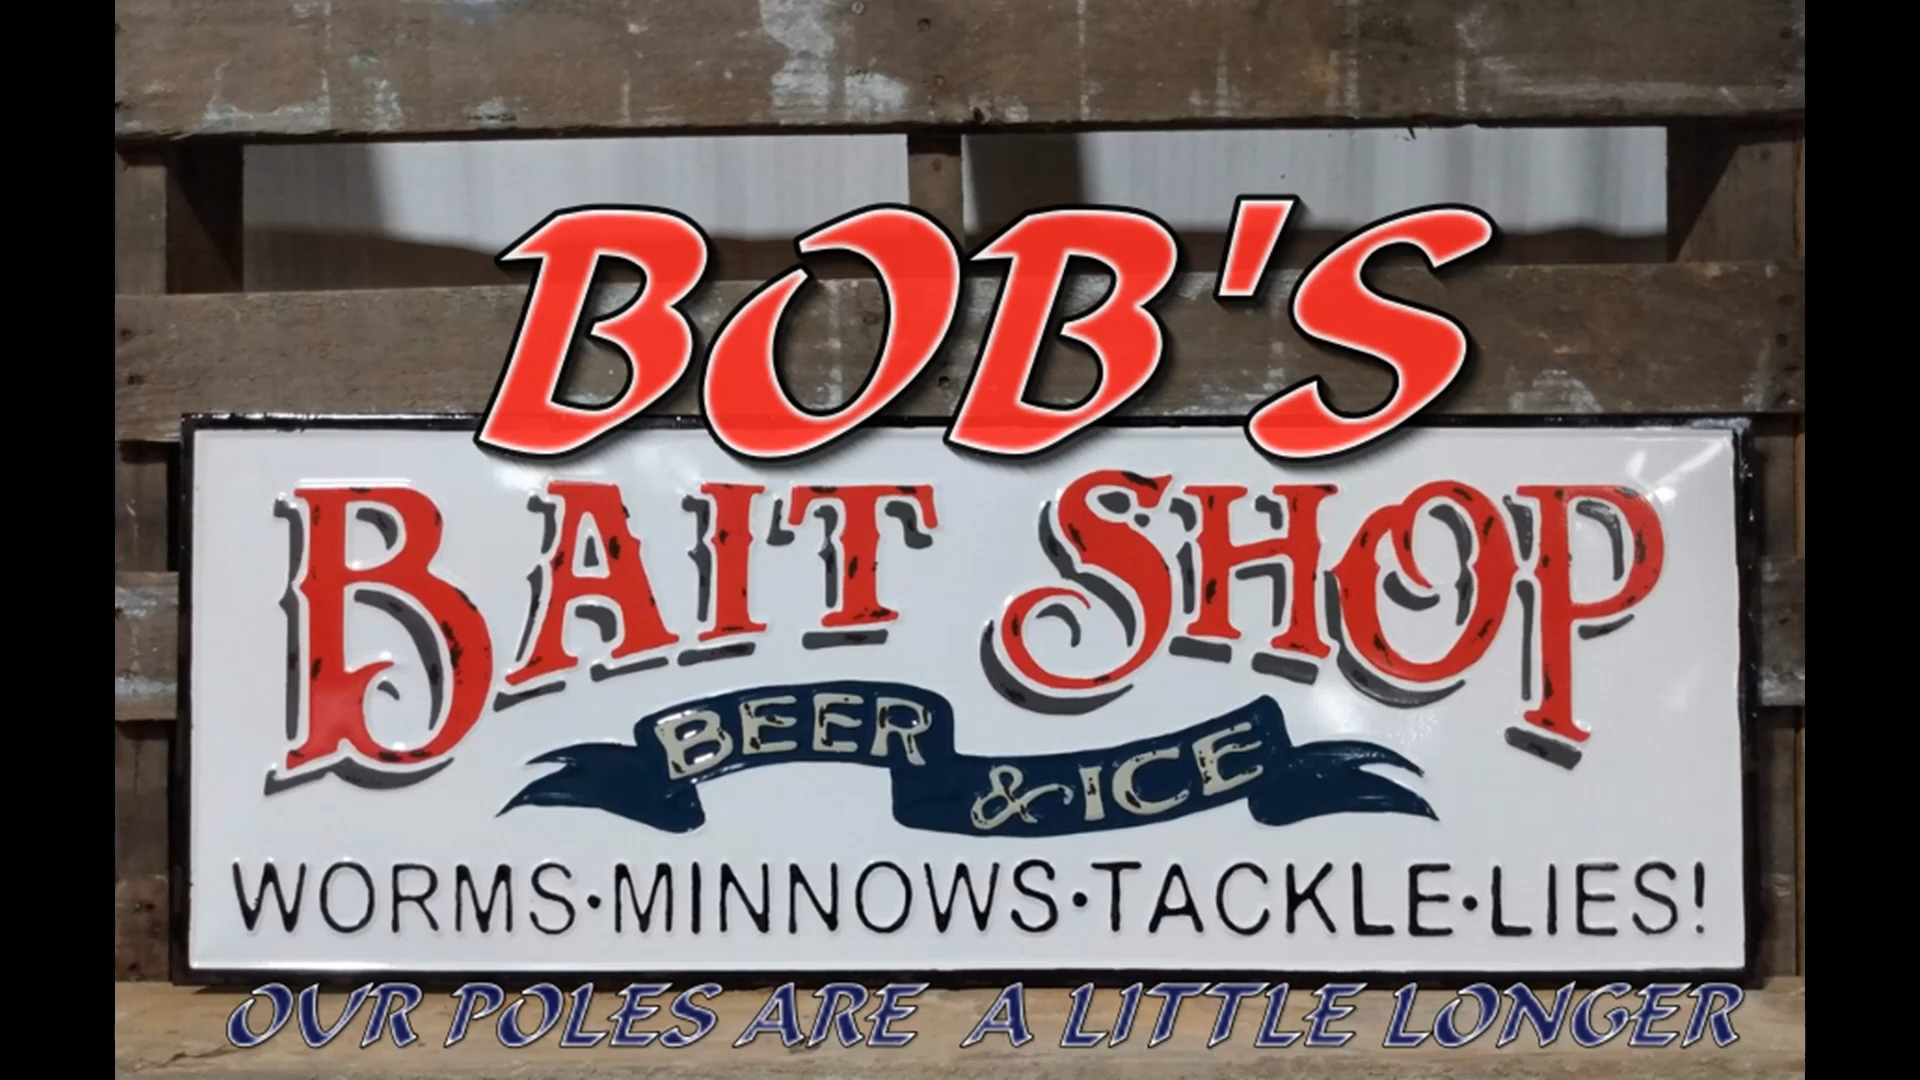 BOB'S
BAIT SHOP
BEER & ICE
WORMS·MINNOWS·TACKLE·LIES!
OUR POLES ARE A LITTLE LONGER